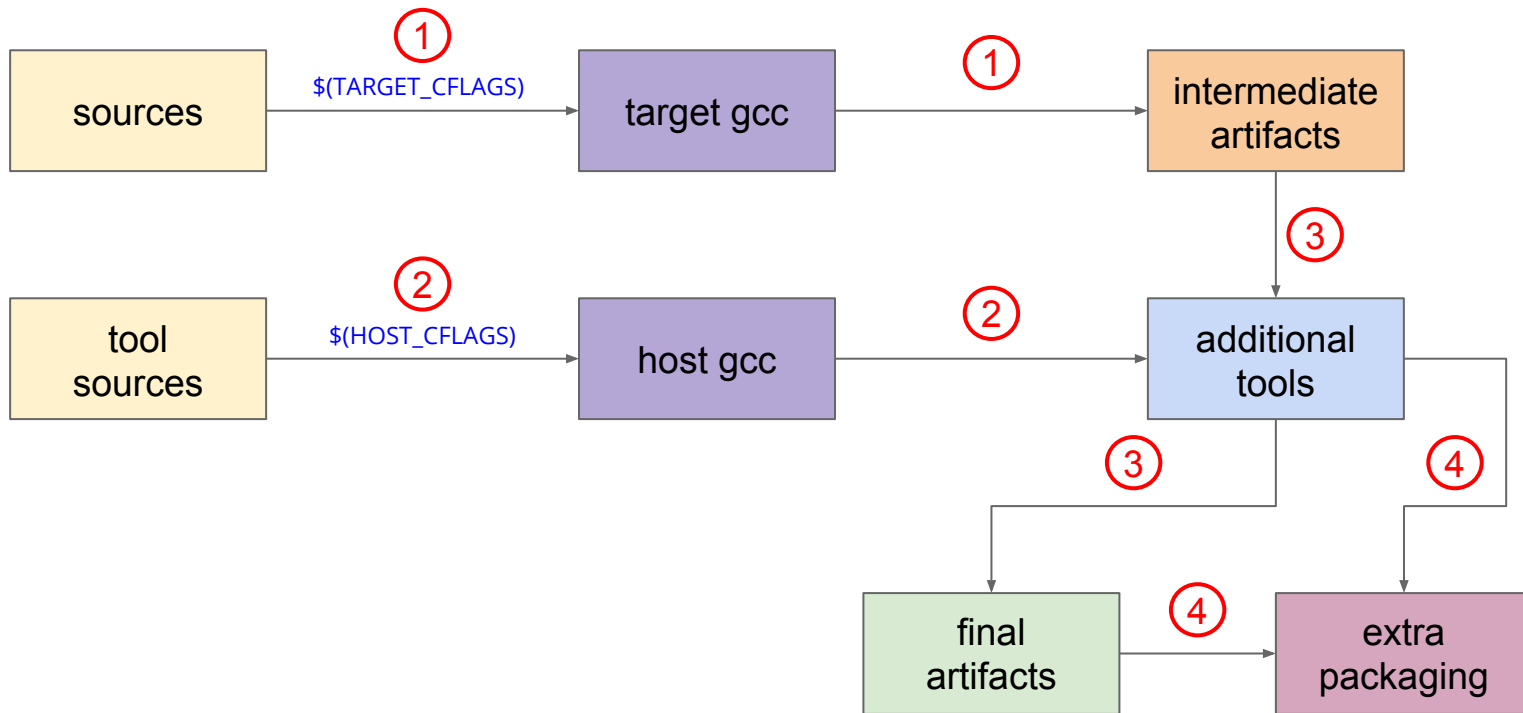 1
1
$(TARGET_CFLAGS)
sources
target gcc
intermediate
artifacts
3
2
2
$(HOST_CFLAGS)
tool
sources
host gcc
additional
tools
3
4
4
final
artifacts
extra
packaging